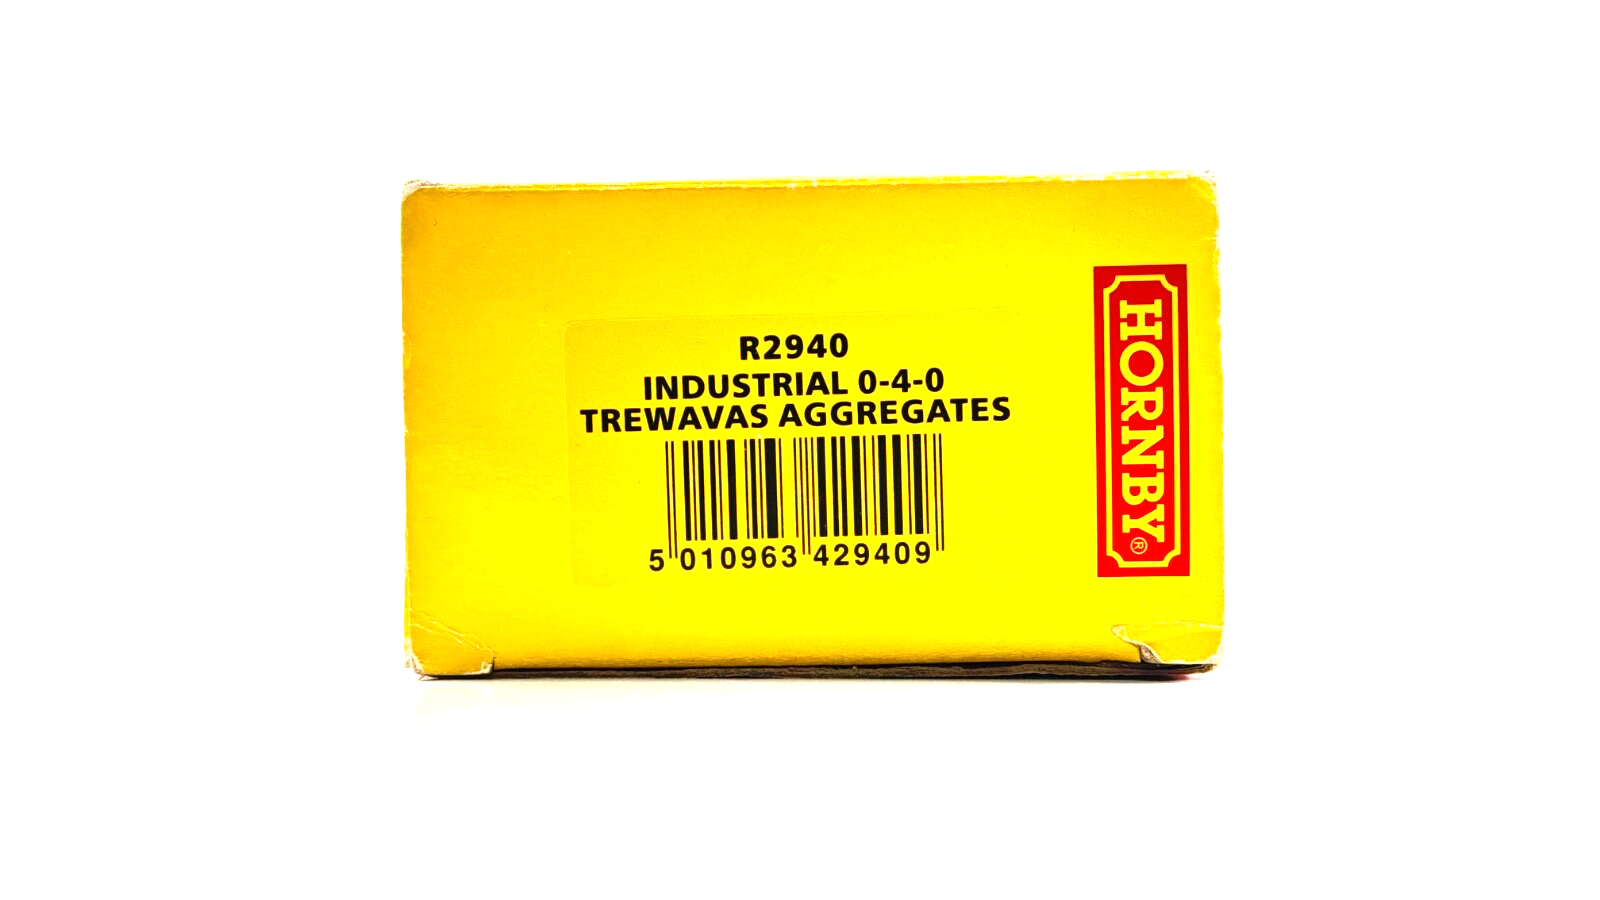 R2940
INDUSTRIAL 0-4-0
TREWAVAS AGGREGATES
5 010963 429409
HORNBY®